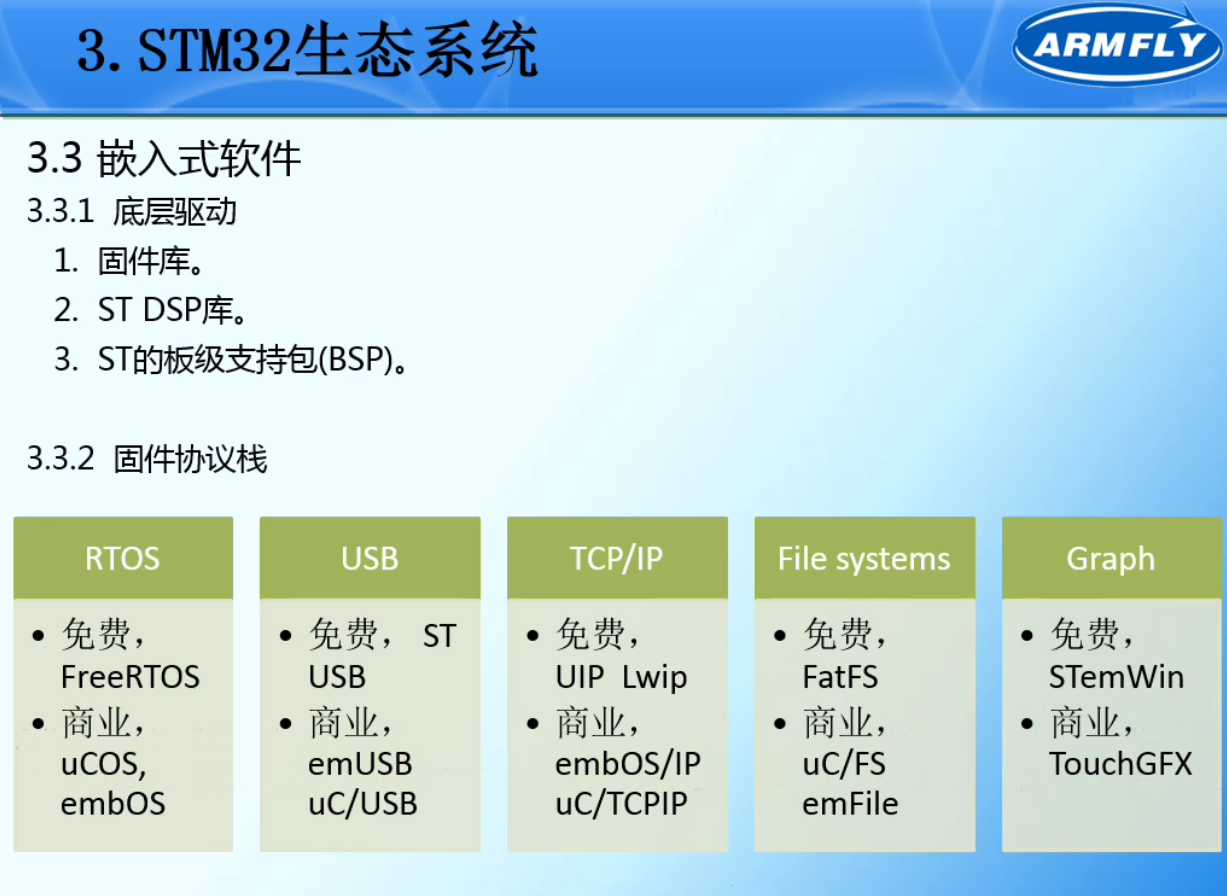 3.STM32生态系统
ARMFLY
3.3 嵌入式软件
3.3.1 底层驱动
1. 固件库。
2. ST DSP库。
3. ST的板级支持包(BSP)。
3.3.2 固件协议栈
RTOS
• 免费，
FreeRTOS
• 商业，
uCOS,
embOS
USB
• 免费， ST
USB
• 商业，
emUSB
uC/USB
TCP/IP
• 免费，
UIP Lwip
• 商业，
embOS/IP
uC/TCPIP
File systems
• 免费，
FatFS
• 商业，
uC/FS
emFile
Graph
• 免费，
STemWin
• 商业，
TouchGFX